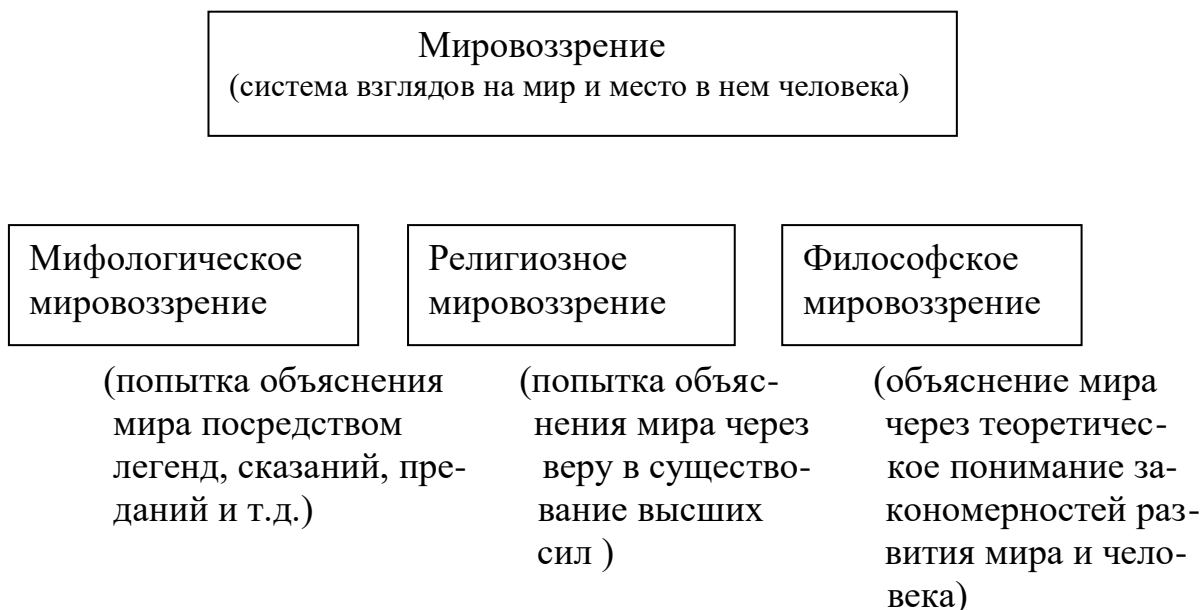 Мировоззрение
(система взглядов на мир и место в нем человека)
Мифологическое
мировоззрение
(попытка объяснения
мира посредством
легенд, сказаний, пре-
даний и т.д.)
Религиозное
мировоззрение
(попытка объяс-
нения мира через
веру в существо-
вание высших
сил )
Философское
мировоззрение
(объяснение мира
через теоретичес-
кое понимание за-
кономерностей раз-
вития мира и чело-
века)